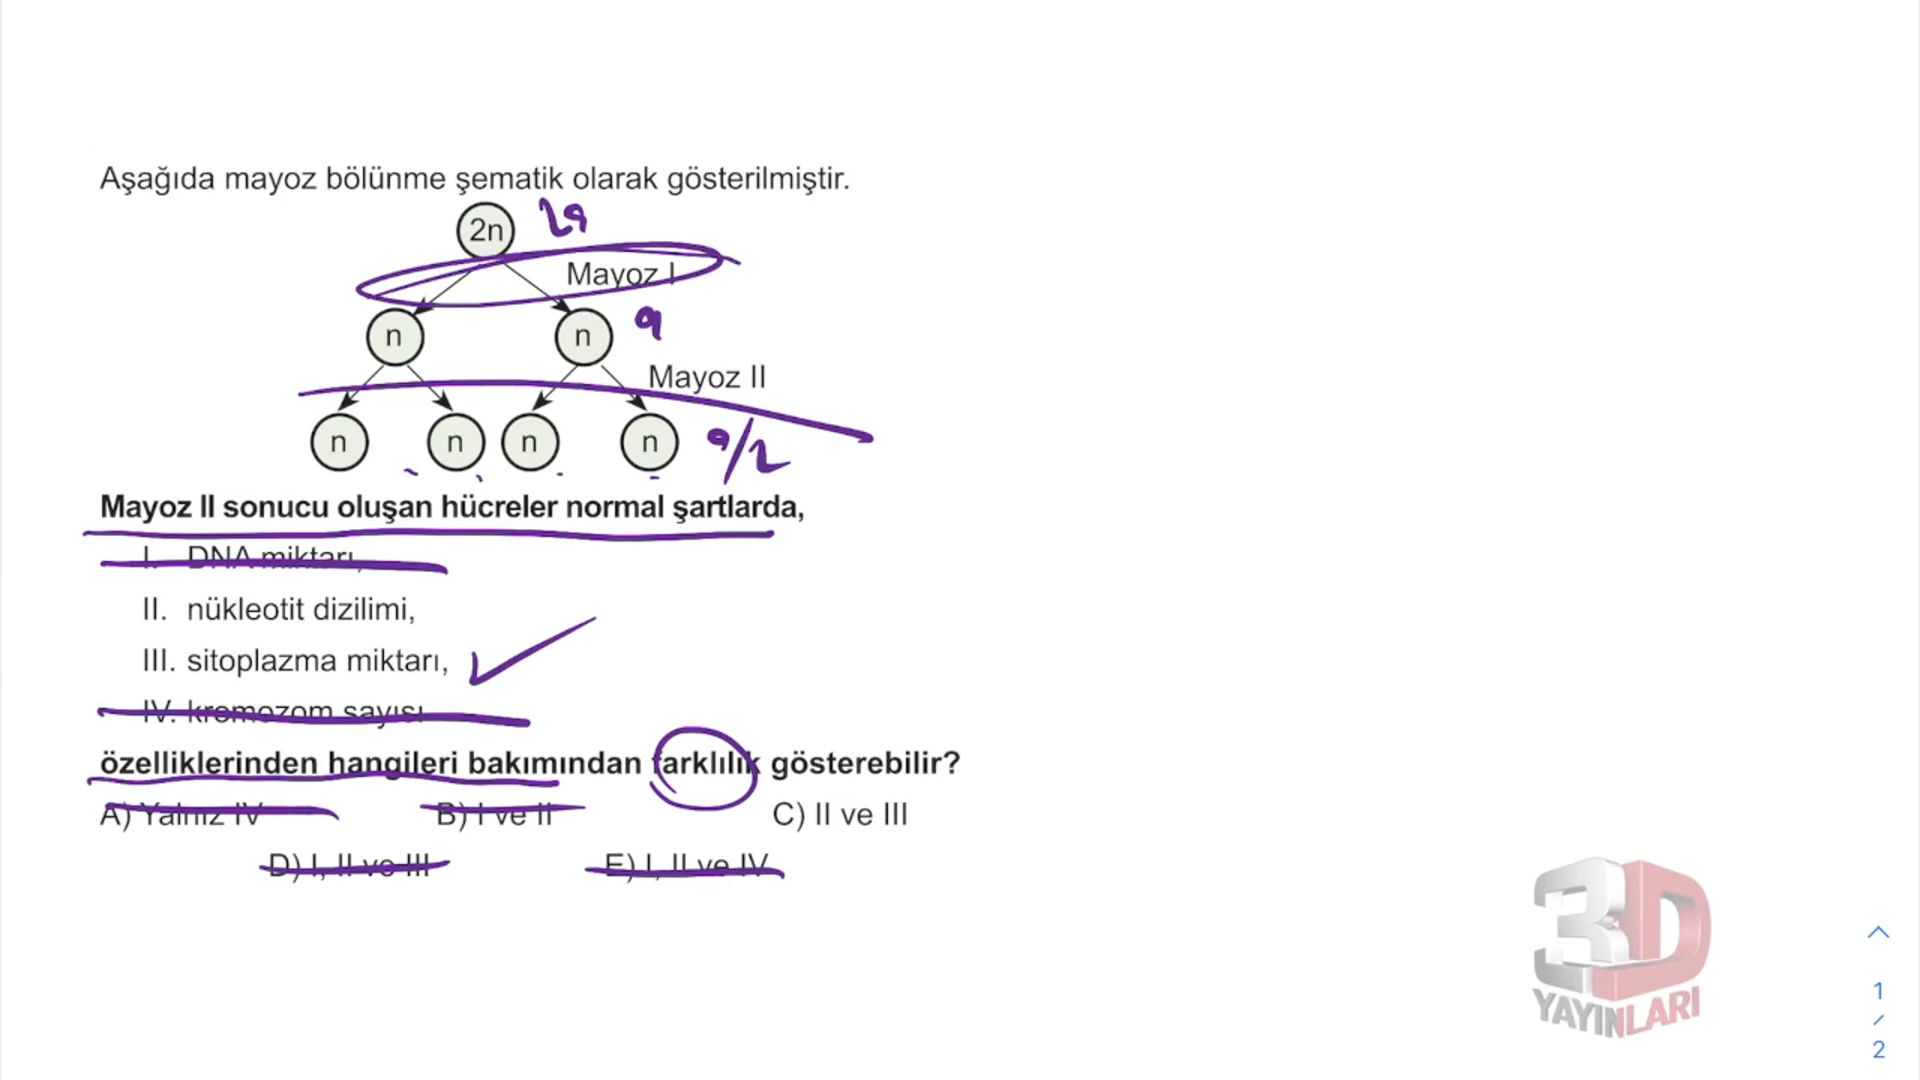 Aşağıda mayoz bölünme şematik olarak gösterilmiştir.
2n 2a
Mayoz I
n n a
Mayoz II
n n n n a/2
Mayoz II sonucu oluşan hücreler normal şartlarda,
I. DNA miktarı,
II. nükleotit dizilimi,
III. sitoplazma miktarı,
IV. kromozom sayısı
özelliklerinden hangileri bakımından farklılık gösterebilir?
A) Yalnız IV B) I ve II C) II ve III
D) I, II ve III E) I, II ve IV
3D
YAYINLARI
1
/
2